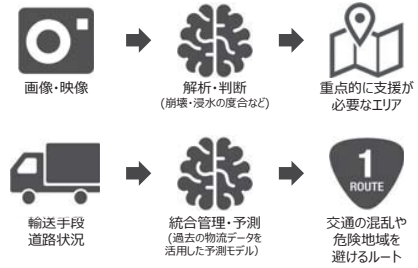 画像・映像
解析・判断
(崩壊・浸水の度合など)
重点的に支援が
必要なエリア
輸送手段
道路状況
統合管理・予測
(過去の物流データを
活用した予測モデル)
1
ROUTE
交通の混乱や
危険地域を
避けるルート